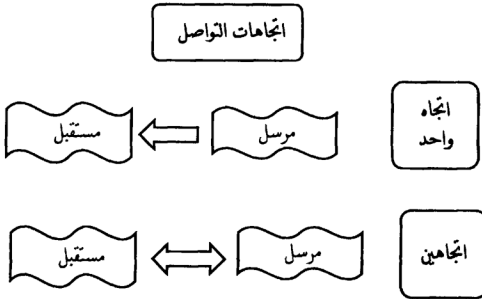 اتجاهات التواصل
اتجاه
واحد
مرسل
مستقبل
اتجاهين
مرسل
مستقبل